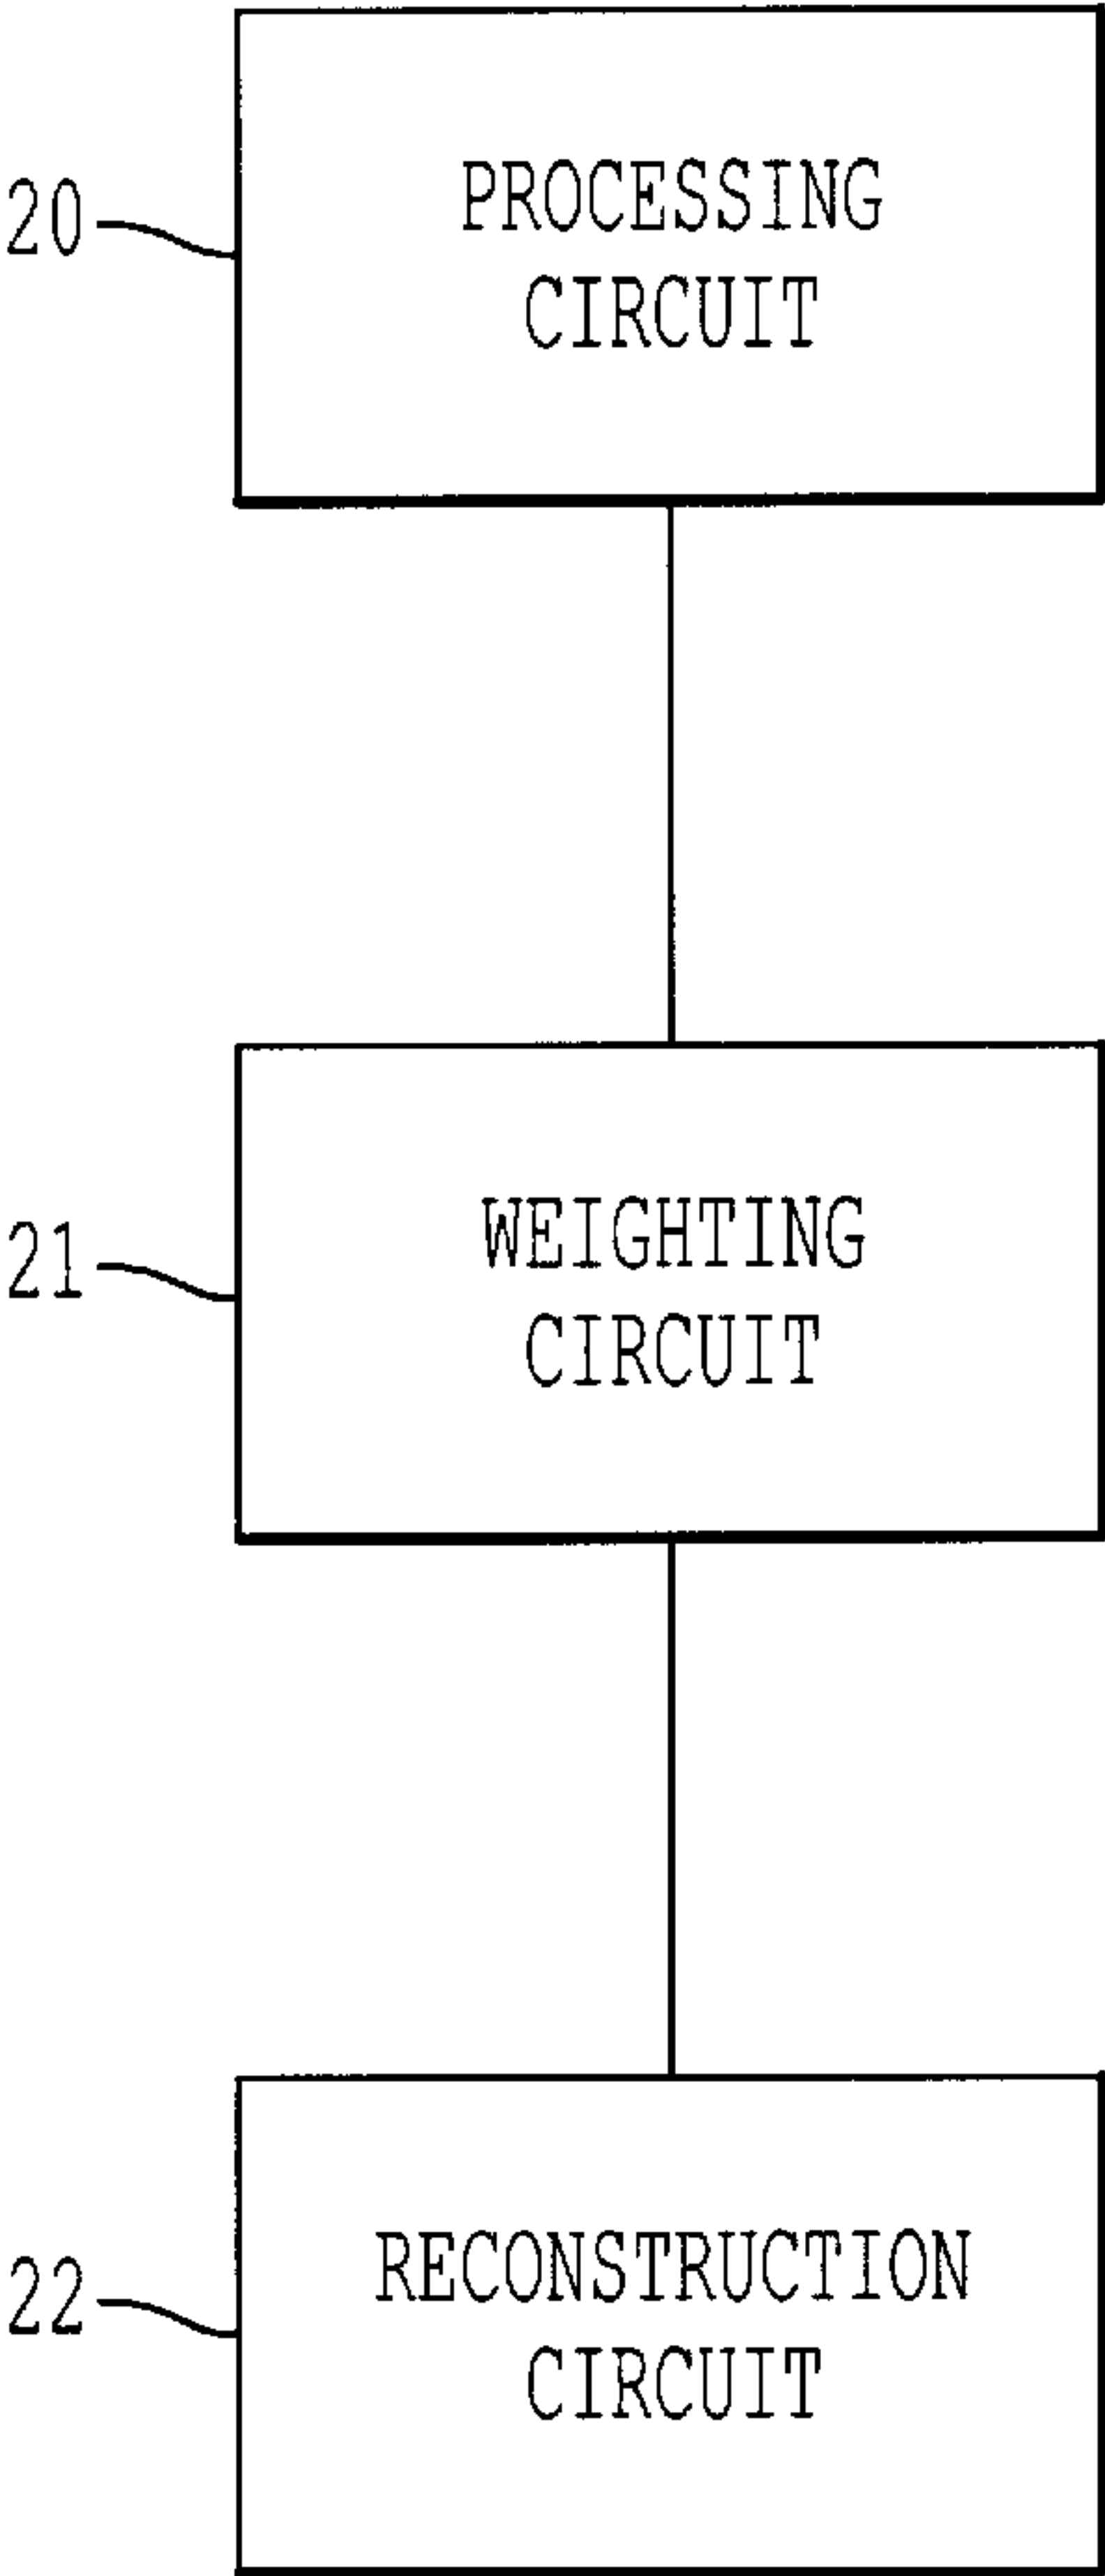 20
PROCESSING
CIRCUIT
21
WEIGHTING
CIRCUIT
22
RECONSTRUCTION
CIRCUIT